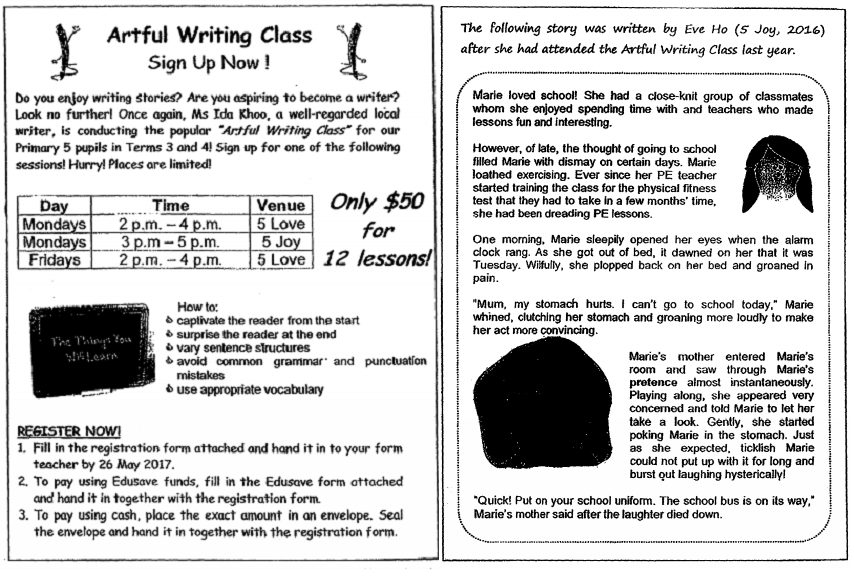 Artful Writing Class
Sign Up Now !
Do you enjoy writing stories? Are you aspiring to become a writer?
Look no further! Once again, Ms Ida Khoo, a well-regarded local
writer, is conducting the popular "Artful Writing Class" for our
Primary 5 pupils in Terms 3 and 4! Sign up for one of the following
sessions! Hurry! Places are limited!
Day Time Venue
Mondays 2 p.m. – 4 p.m. 5 Love
Mondays 3 p.m – 5 p.m. 5 Joy
Fridays 2 p.m. – 4 p.m. 5 Love
Only $50
for
12 lessons!
The Things You
Will Learn
How to:
captivate the reader from the start
surprise the reader at the end
vary sentence structures
avoid common grammar and punctuation
mistakes
use appropriate vocabulary
REGISTER NOW!
1. Fill in the registration form attached and hand it in to your form
teacher by 26 May 2017.
2. To pay using Edusave funds, fill in the Edusave form attached
and hand it in together with the registration form.
3. To pay using cash, place the exact amount in an envelope. Seal
the envelope and hand it in together with the registration form.
The following story was written by Eve Ho (5 Joy, 2016)
after she had attended the Artful Writing Class last year.
Marie loved school! She had a close-knit group of classmates
whom she enjoyed spending time with and teachers who made
lessons fun and interesting.
However, of late, the thought of going to school
filled Marie with dismay on certain days. Marie
loathed exercising. Ever since her PE teacher
started training the class for the physical fitness
test that they had to take in a few months' time,
she had been dreading PE lessons.
One morning, Marie sleepily opened her eyes when the alarm
clock rang. As she got out of bed, it dawned on her that it was
Tuesday. Wilfully, she plopped back on her bed and groaned in
pain.
"Mum, my stomach hurts. I can't go to school today," Marie
whined, clutching her stomach and groaning more loudly to make
her act more convincing.
Marie's mother entered Marie's
room and saw through Marie's
pretence almost instantaneously.
Playing along, she appeared very
concerned and told Marie to let her
take a look. Gently, she started
poking Marie in the stomach. Just
as she expected, ticklish Marie
could not put up with it for long and
burst out laughing hysterically!
"Quick! Put on your school uniform. The school bus is on its way,"
Marie's mother said after the laughter died down.